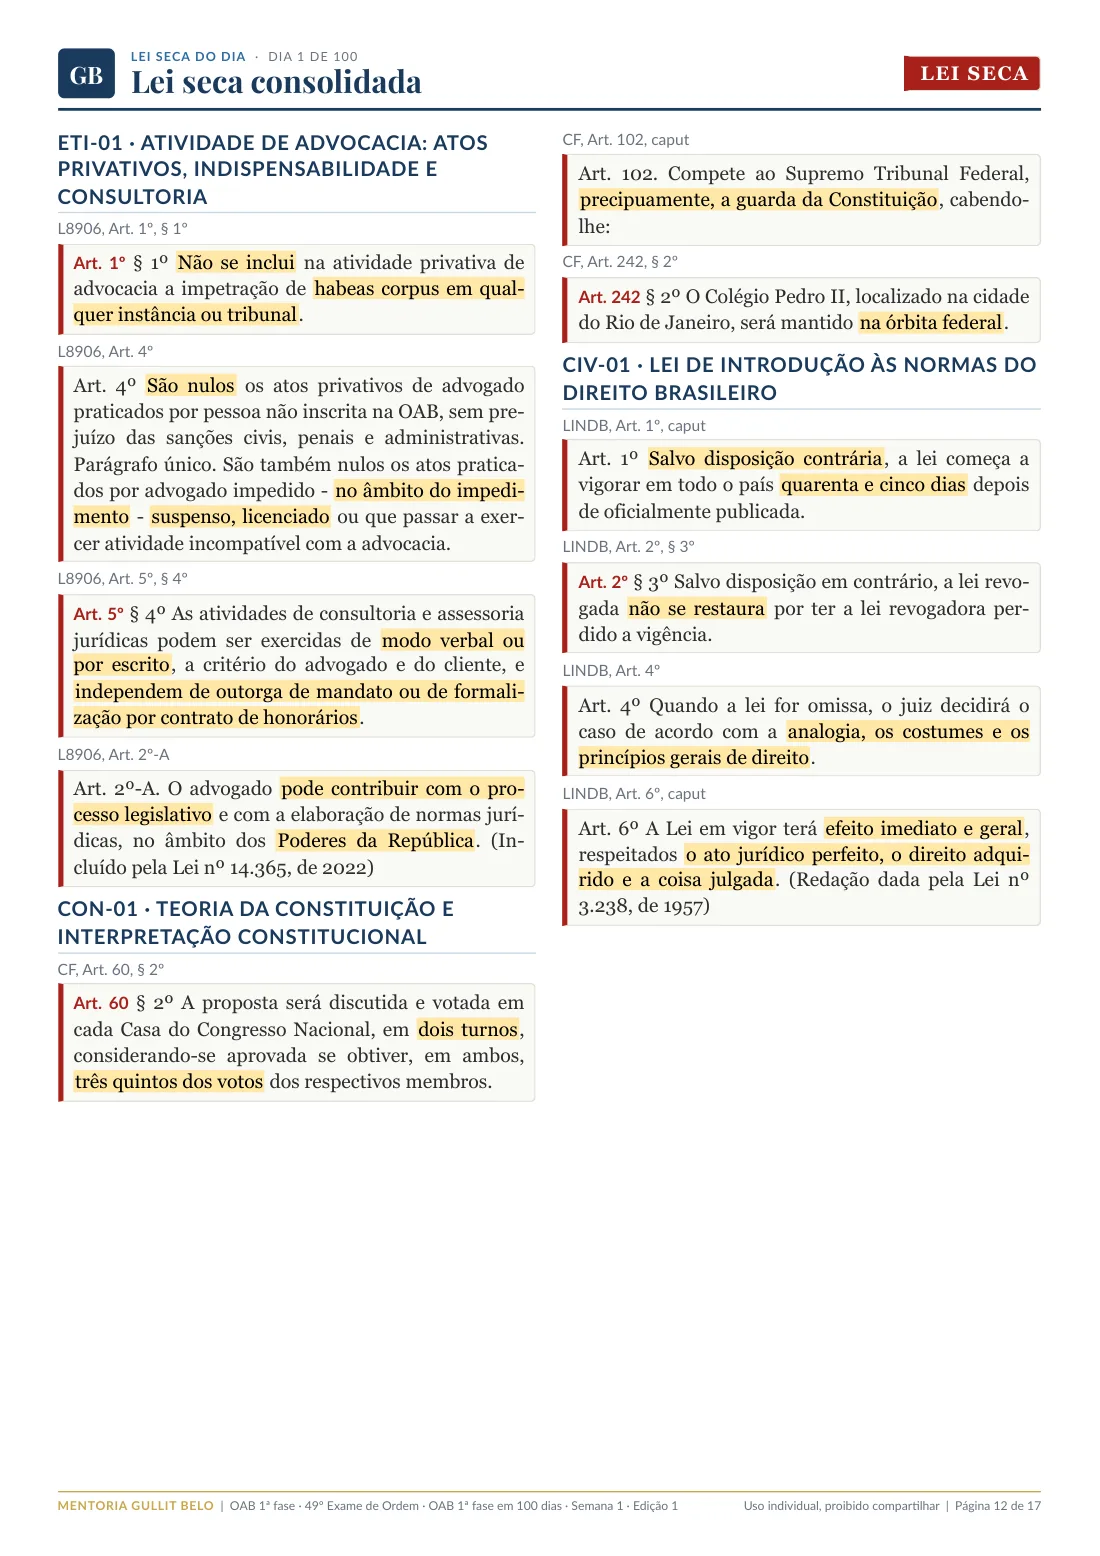 GB
LEI SECA DO DIA · DIA 1 DE 100
Lei seca consolidada
LEI SECA
ETI-01 · ATIVIDADE DE ADVOCACIA: ATOS
PRIVATIVOS, INDISPENSABILIDADE E
CONSULTORIA
L8906, Art. 1º, § 1º
Art. 1º § 1º Não se inclui na atividade privativa de
advocacia a impetração de habeas corpus em qual-
quer instância ou tribunal.
L8906, Art. 4º
Art. 4º São nulos os atos privativos de advogado
praticados por pessoa não inscrita na OAB, sem pre-
juízo das sanções civis, penais e administrativas.
Parágrafo único. São também nulos os atos pratica-
dos por advogado impedido - no âmbito do impedi-
mento - suspenso, licenciado ou que passar a exer-
cer atividade incompatível com a advocacia.
L8906, Art. 5º, § 4º
Art. 5º § 4º As atividades de consultoria e assessoria
jurídicas podem ser exercidas de modo verbal ou
por escrito, a critério do advogado e do cliente, e
independem de outorga de mandato ou de formali-
zação por contrato de honorários.
L8906, Art. 2º-A
Art. 2º-A. O advogado pode contribuir com o pro-
cesso legislativo e com a elaboração de normas jurí-
dicas, no âmbito dos Poderes da República. (In-
cluído pela Lei nº 14.365, de 2022)
CON-01 · TEORIA DA CONSTITUIÇÃO E
INTERPRETAÇÃO CONSTITUCIONAL
CF, Art. 60, § 2º
Art. 60 § 2º A proposta será discutida e votada em
cada Casa do Congresso Nacional, em dois turnos,
considerando-se aprovada se obtiver, em ambos,
três quintos dos votos dos respectivos membros.
CF, Art. 102, caput
Art. 102. Compete ao Supremo Tribunal Federal,
precipuamente, a guarda da Constituição, cabendo-
lhe:
CF, Art. 242, § 2º
Art. 242 § 2º O Colégio Pedro II, localizado na cidade
do Rio de Janeiro, será mantido na órbita federal.
CIV-01 · LEI DE INTRODUÇÃO ÀS NORMAS DO
DIREITO BRASILEIRO
LINDB, Art. 1º, caput
Art. 1º Salvo disposição contrária, a lei começa a
vigorar em todo o país quarenta e cinco dias depois
de oficialmente publicada.
LINDB, Art. 2º, § 3º
Art. 2º § 3º Salvo disposição em contrário, a lei revo-
gada não se restaura por ter a lei revogadora per-
dido a vigência.
LINDB, Art. 4º
Art. 4º Quando a lei for omissa, o juiz decidirá o
caso de acordo com a analogia, os costumes e os
princípios gerais de direito.
LINDB, Art. 6º, caput
Art. 6º A Lei em vigor terá efeito imediato e geral,
respeitados o ato jurídico perfeito, o direito adqui-
rido e a coisa julgada. (Redação dada pela Lei nº
3.238, de 1957)
MENTORIA GULLIT BELO | OAB 1ª fase · 49º Exame de Ordem · OAB 1ª fase em 100 dias · Semana 1 · Edição 1
Uso individual, proibido compartilhar | Página 12 de 17